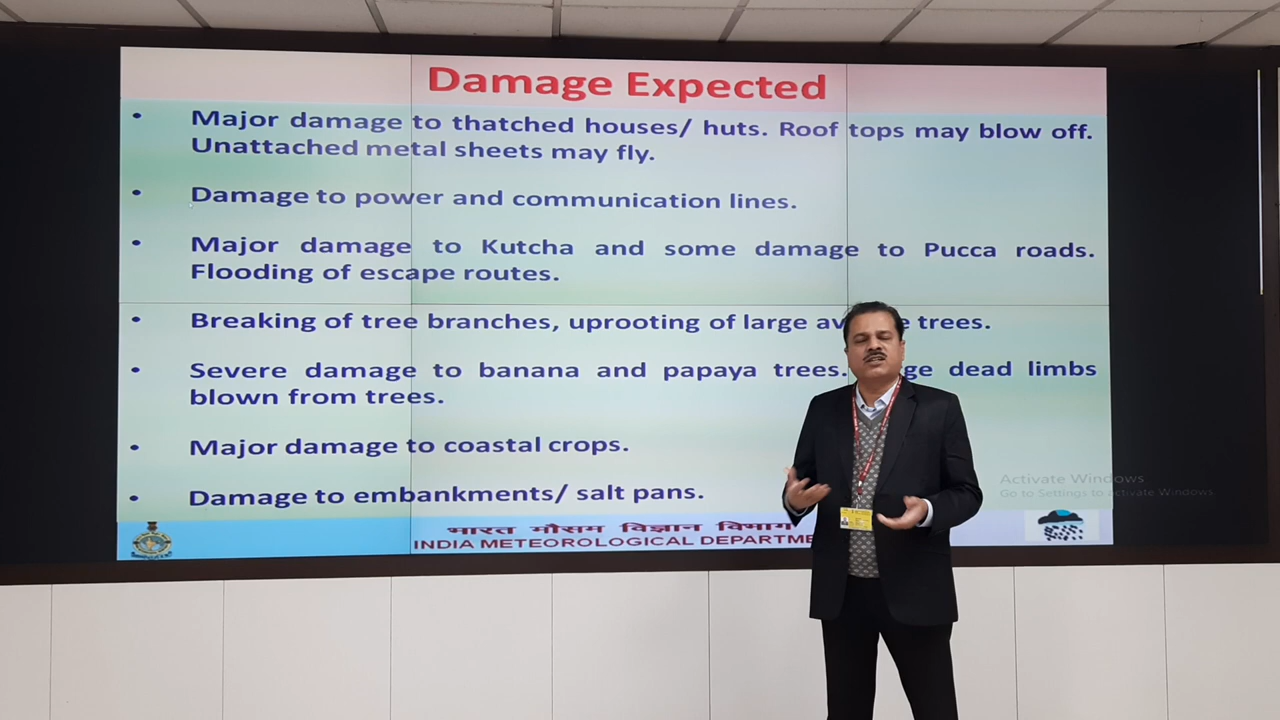 Damage Expected
• Major damage to thatched houses/ huts. Roof tops may blow off.
Unattached metal sheets may fly.
• Damage to power and communication lines.
• Major damage to Kutcha and some damage to Pucca roads.
Flooding of escape routes.
• Breaking of tree branches, uprooting of large trees.
• Severe damage to banana and papaya trees. dead limbs
blown from trees.
• Major damage to coastal crops.
• Damage to embankments/ salt pans.
Activate Windows
Go to Settings to activate Windows.
भारत मौसम विज्ञान विभाग
INDIA METEOROLOGICAL